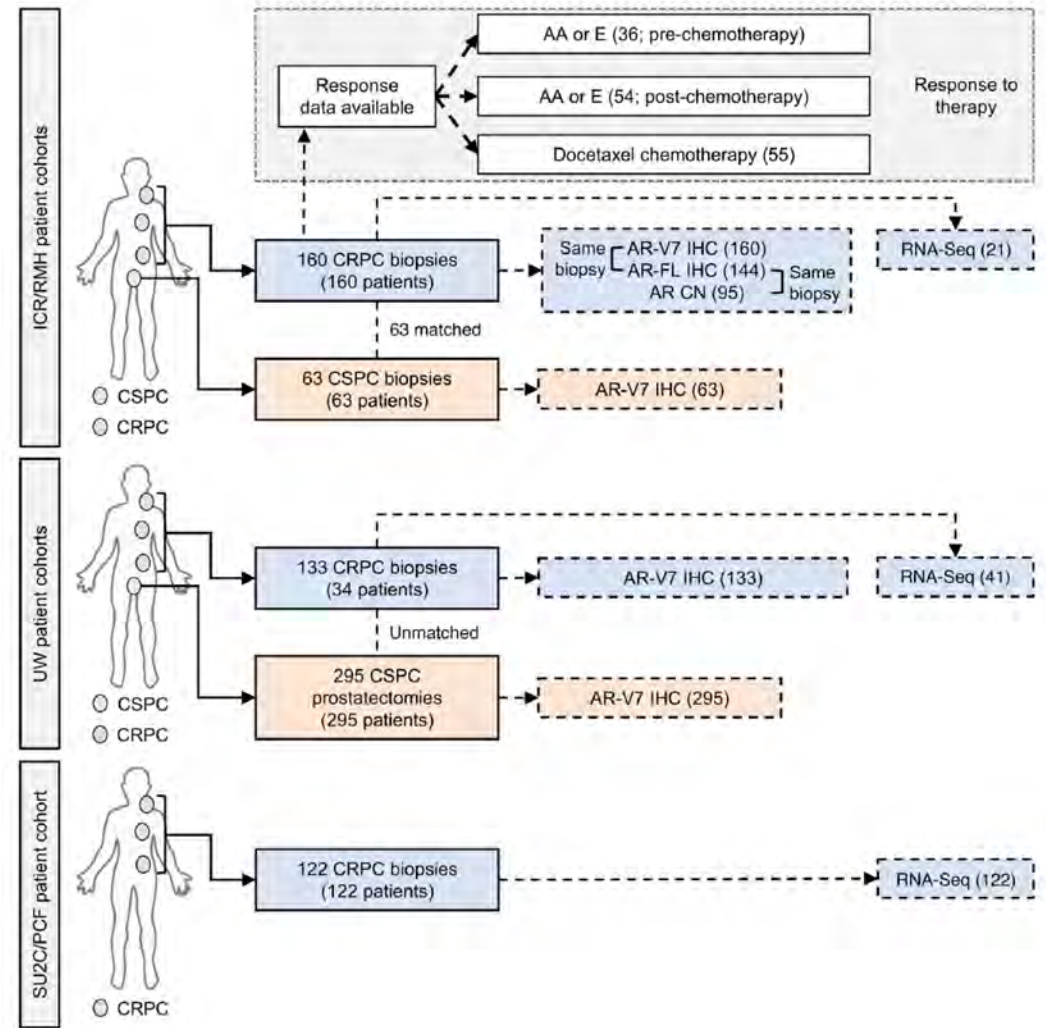 ICR/RMH patient cohorts
AA or E (36; pre-chemotherapy)
Response
data available
AA or E (54; post-chemotherapy)
Docetaxel chemotherapy (55)
Response to
therapy
160 CRPC biopsies
(160 patients)
Same
biopsy
AR-V7 IHC (160)
AR-FL IHC (144)
AR CN (95)
Same
biopsy
RNA-Seq (21)
63 matched
63 CSPC biopsies
(63 patients)
AR-V7 IHC (63)
CSPC
CRPC
UW patient cohorts
133 CRPC biopsies
(34 patients)
AR-V7 IHC (133)
RNA-Seq (41)
Unmatched
295 CSPC
prostatectomies
(295 patients)
AR-V7 IHC (295)
CSPC
CRPC
SU2C/PCF patient cohort
122 CRPC biopsies
(122 patients)
RNA-Seq (122)
CRPC